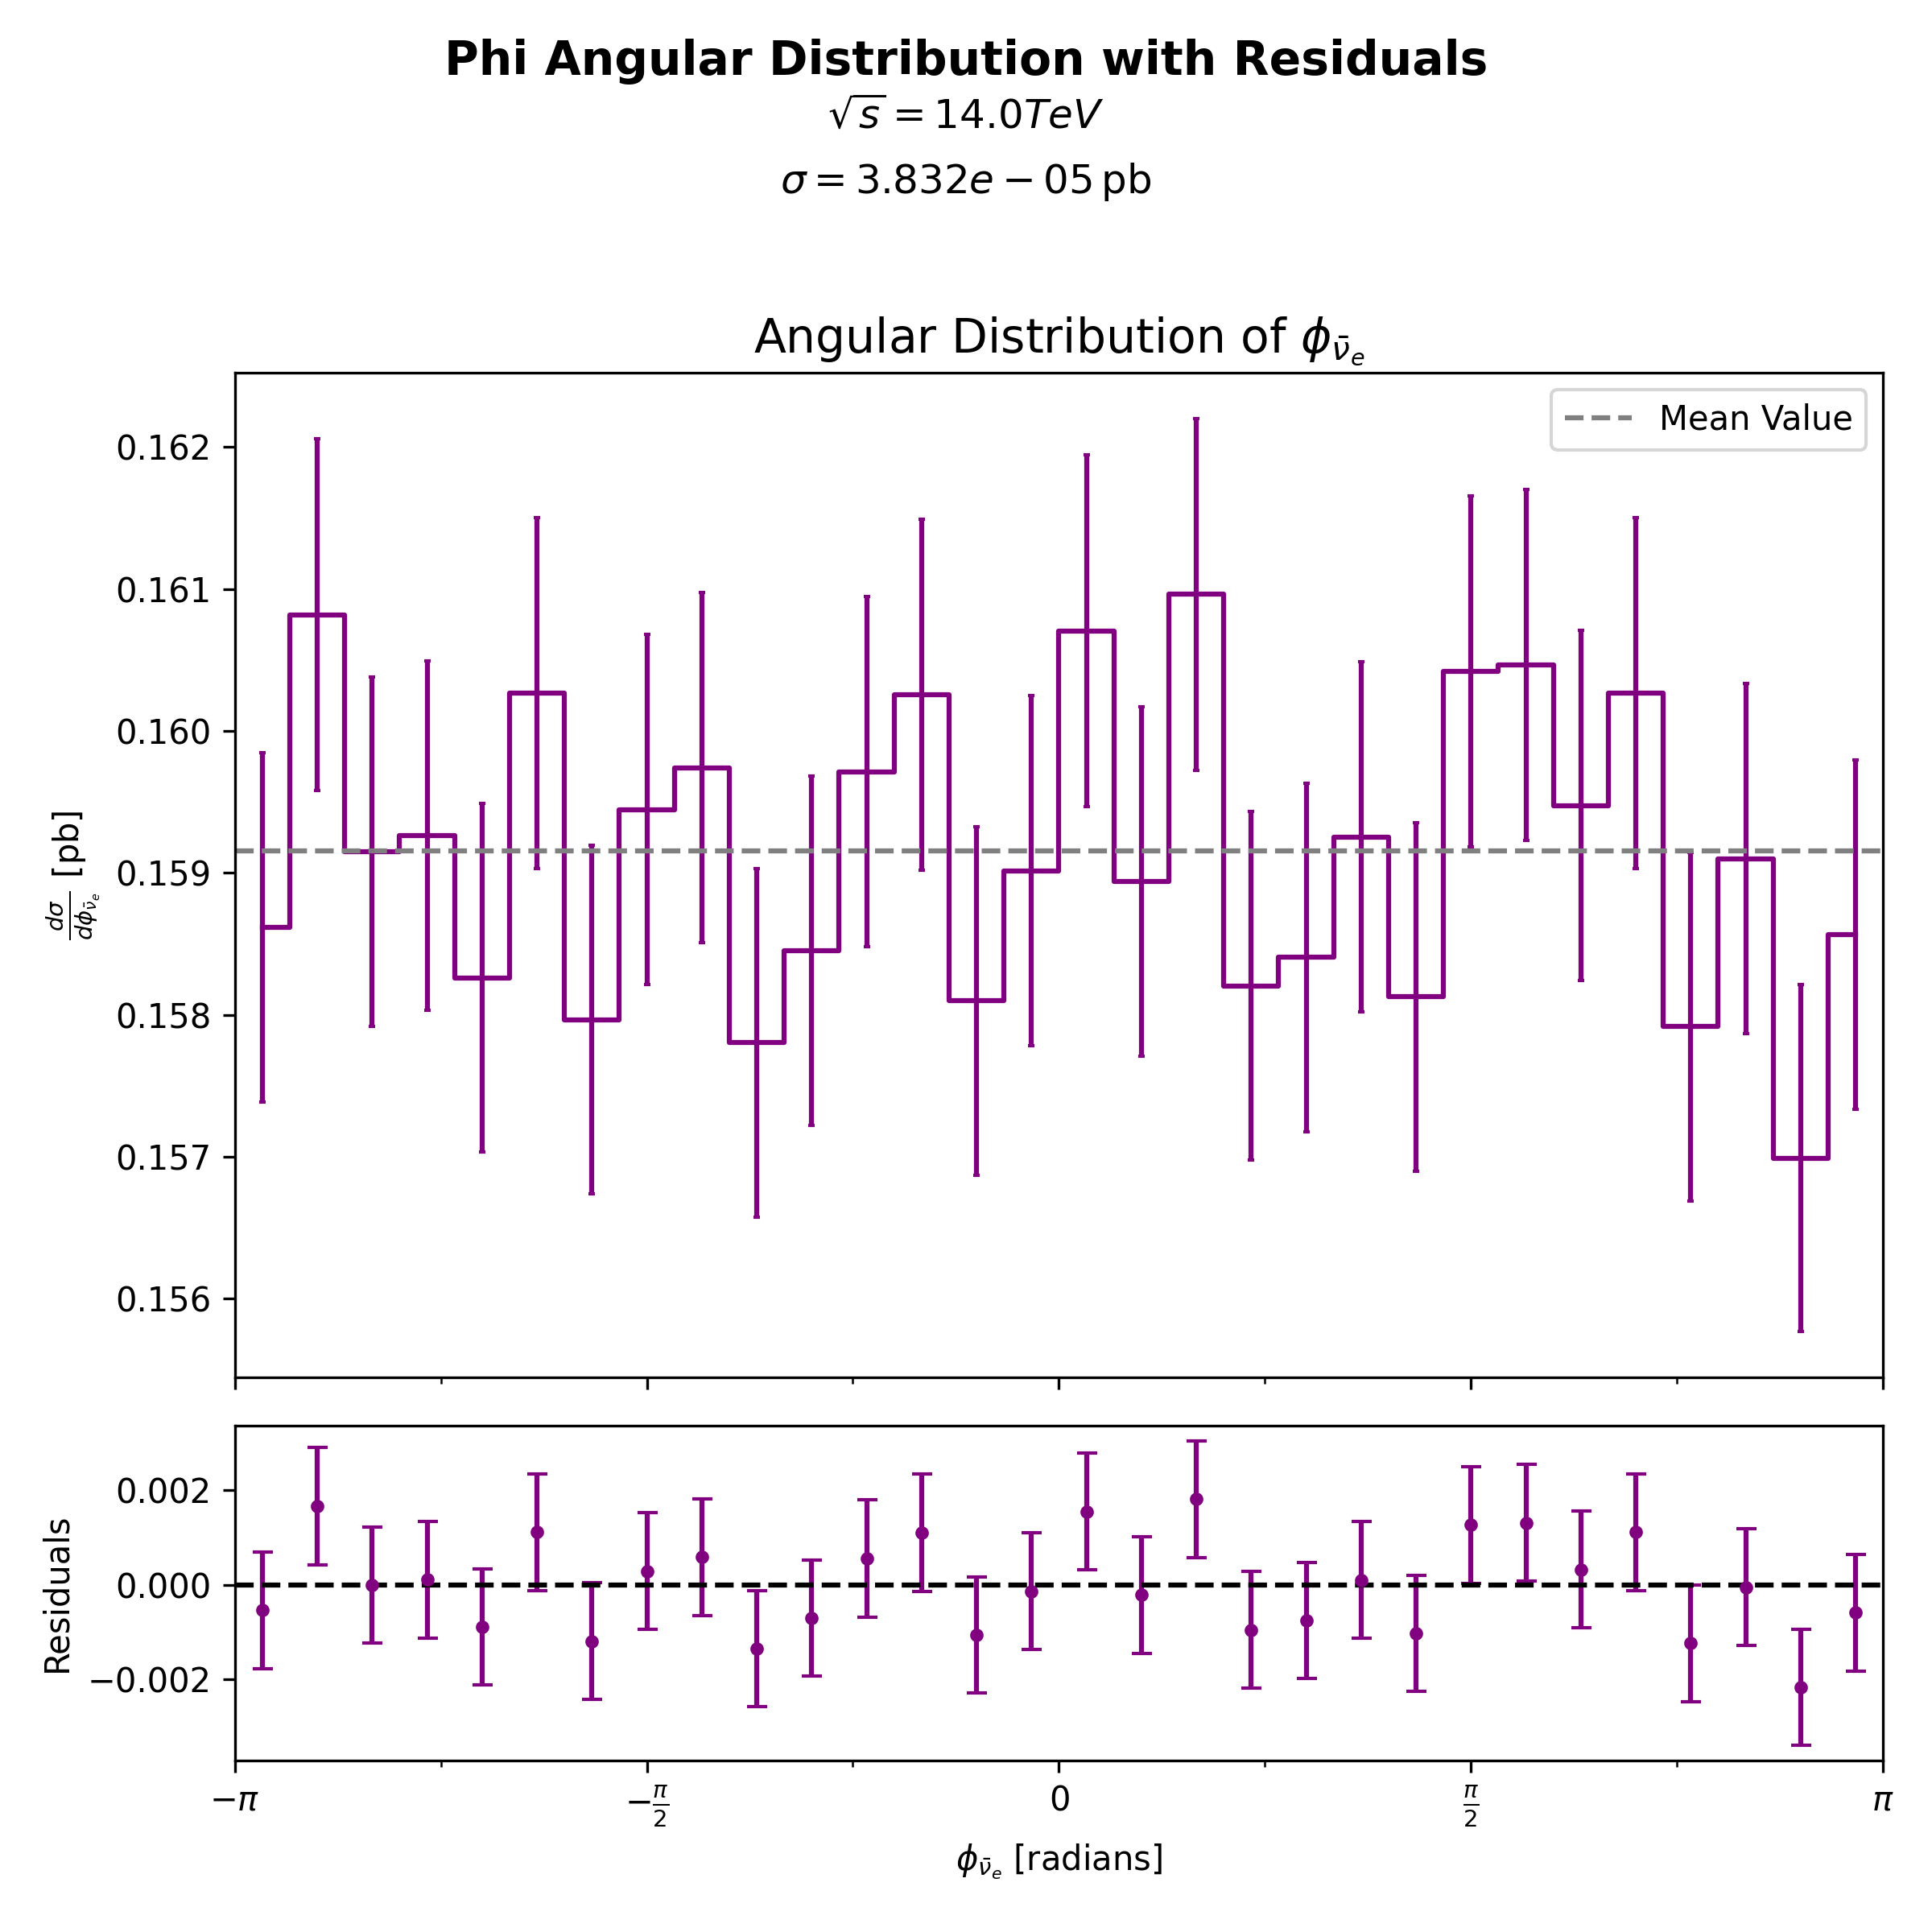 Phi Angular Distribution with Residuals
√s = 14.0TeV
σ = 3.832e − 05 pb
Angular Distribution of ϕ_ν̄ₑ
Mean Value
0.162
0.161
0.160
0.159
0.158
0.157
0.156
dσ/dϕ_ν̄ₑ [pb]
0.002
0.000
−0.002
Residuals
−π −π/2 0 π/2 π
ϕ_ν̄ₑ [radians]